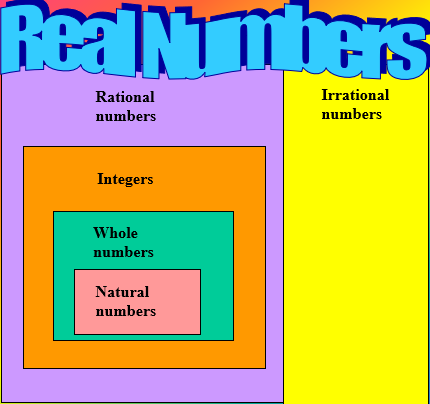 Real Numbers
Rational
numbers
Irrational
numbers
Integers
Whole
numbers
Natural
numbers